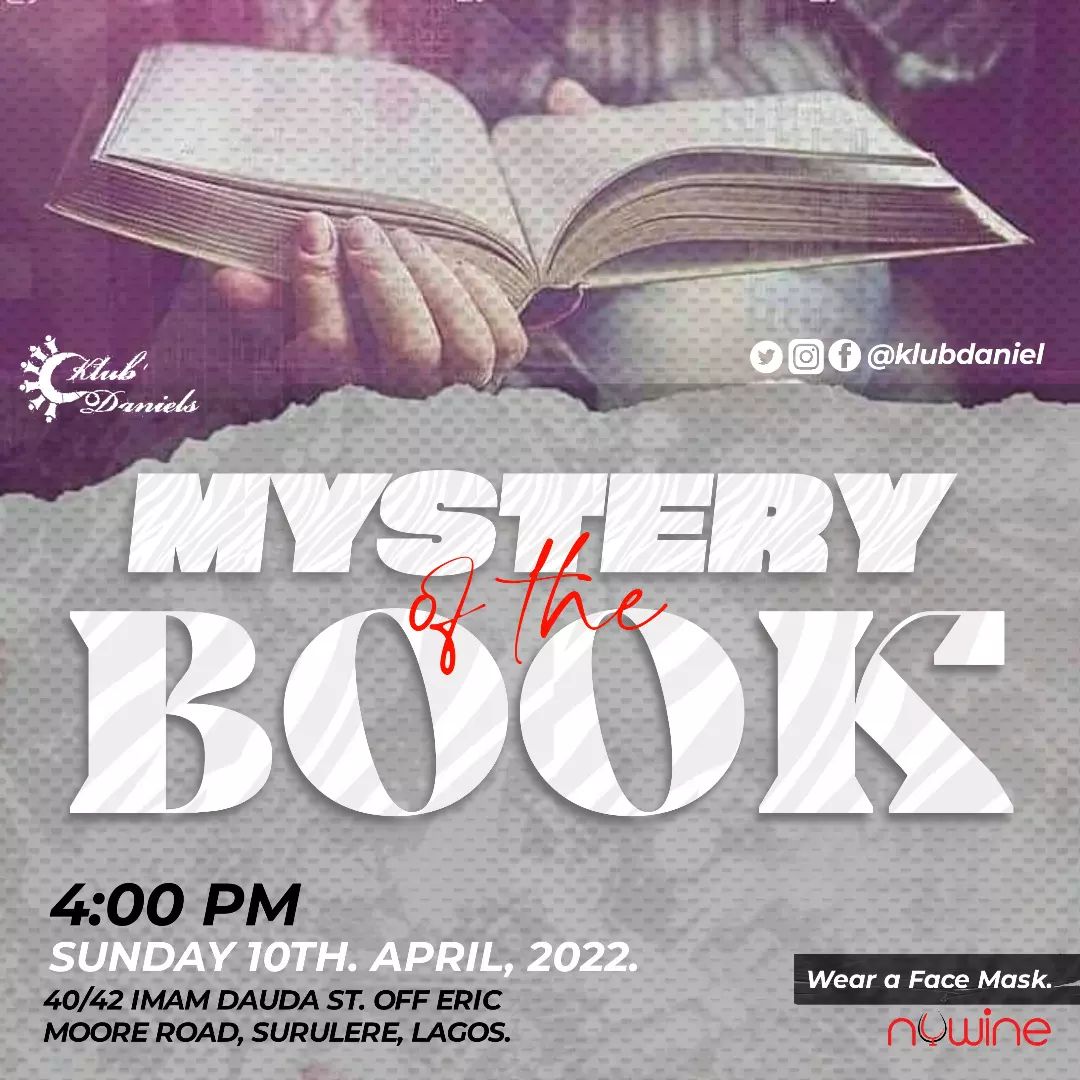 Klub'
Daniels
@klubdaniel
MYSTERY
of the
BOOK
4:00 PM
SUNDAY 10TH. APRIL, 2022.
40/42 IMAM DAUDA ST. OFF ERIC
MOORE ROAD, SURULERE, LAGOS.
Wear a Face Mask.
nuwine